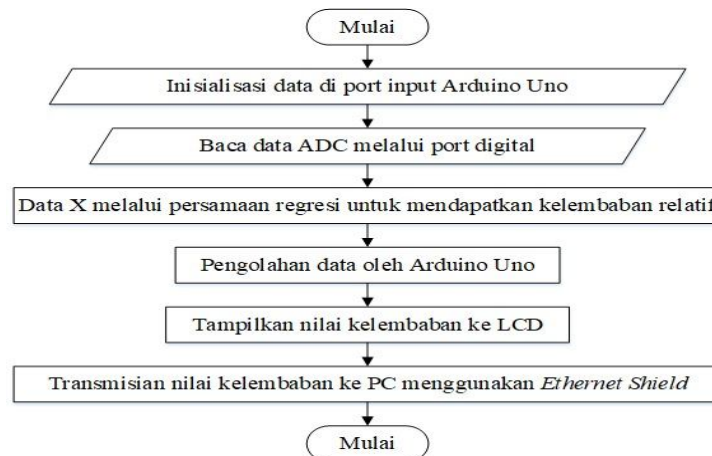 Mulai
Inisialisasi data di port input Arduino Uno
Baca data ADC melalui port digital
Data X melalui persamaan regresi untuk mendapatkan kelembaban relatif
Pengolahan data oleh Arduino Uno
Tampilkan nilai kelembaban ke LCD
Transmisian nilai kelembaban ke PC menggunakan Ethernet Shield
Mulai